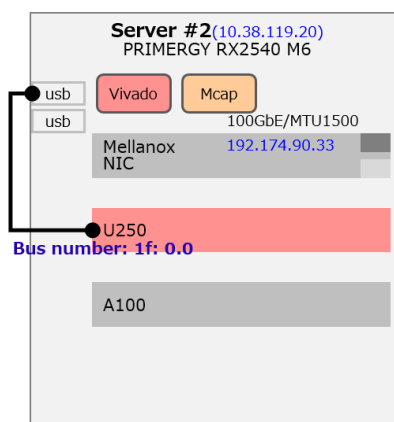 Server #2(10.38.119.20)
PRIMERGY RX2540 M6
usb
Vivado
Mcap
usb
100GbE/MTU1500
Mellanox
NIC
192.174.90.33
U250
Bus number: 1f: 0.0
A100